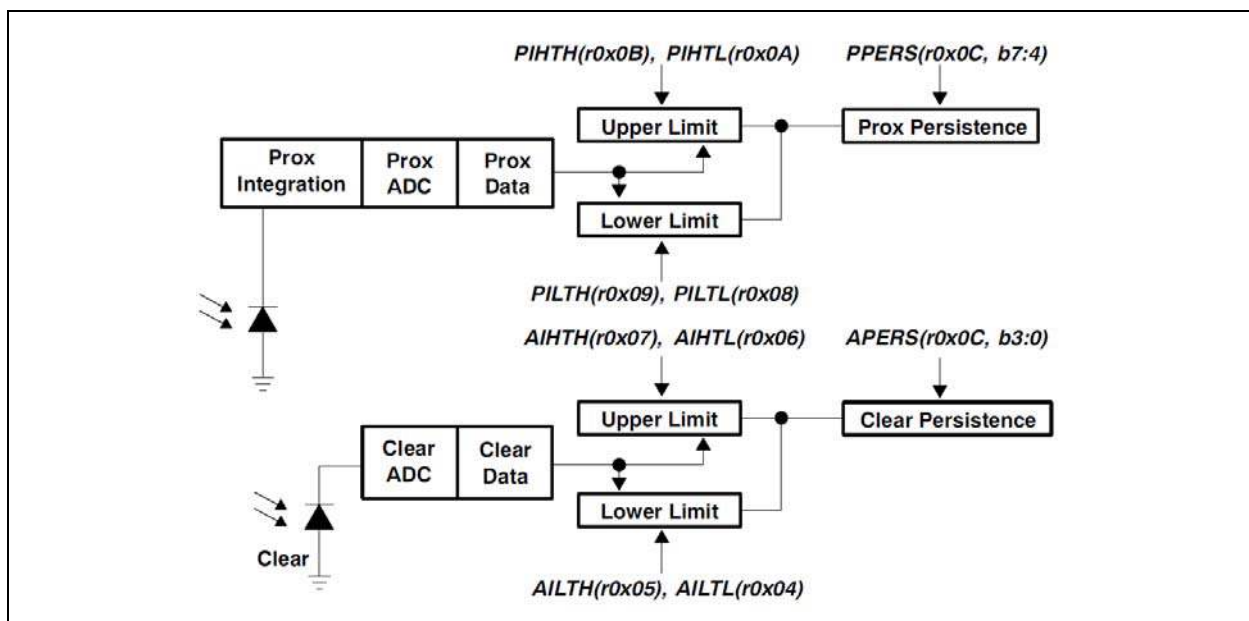 PIHTH(r0x0B), PIHTL(r0x0A)
PPERS(r0x0C, b7:4)
Upper Limit
Prox Persistence
Prox Integration
Prox ADC
Prox Data
Lower Limit
PILTH(r0x09), PILTL(r0x08)
AIHTH(r0x07), AIHTL(r0x06)
APERS(r0x0C, b3:0)
Upper Limit
Clear Persistence
Clear ADC
Clear Data
Lower Limit
Clear
AILTH(r0x05), AILTL(r0x04)